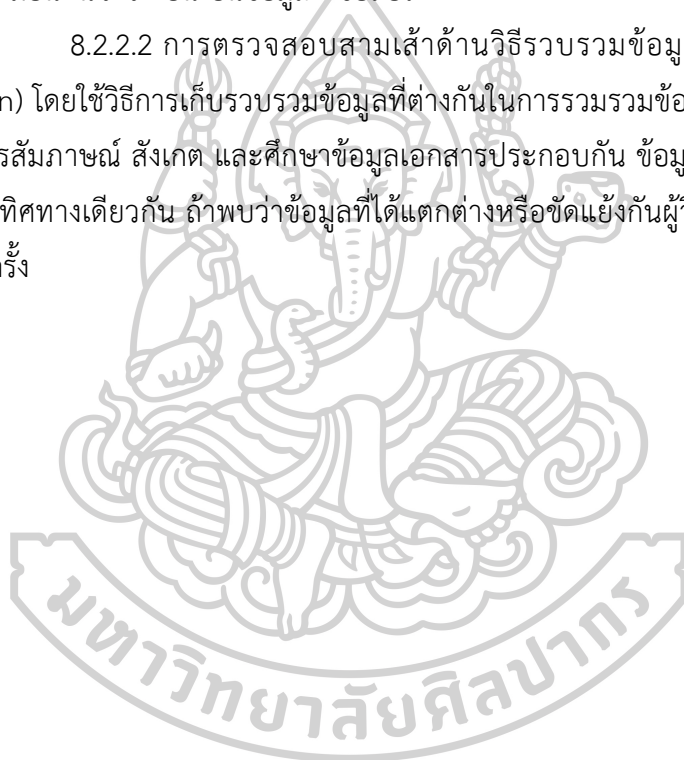 8.2.2.2 การตรวจสอบสามเส้าด้านวิธีรวบรวมข้อมู
n) โดยใช้วิธีการเก็บรวบรวมข้อมูลที่ต่างกันในการรวมรวมข้อ
รสัมภาษณ์ สังเกต และศึกษาข้อมูลเอกสารประกอบกัน ข้อมู
ทิศทางเดียวกัน ถ้าพบว่าข้อมูลที่ได้แตกต่างหรือขัดแย้งกันผู้วิ
รั้ง
มหาวิทยาลัยศิลปากร